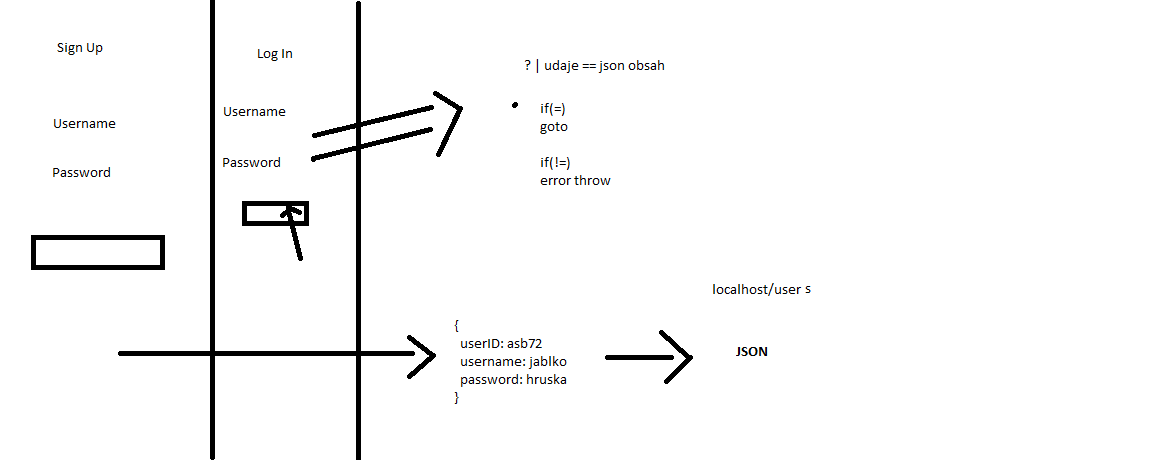 Sign Up
Username
Password
Log In
Username
Password
? | udaje == json obsah
if(=)
goto
if(!=)
error throw
{
userID: asb72
username: jablko
password: hruska
}
localhost/user s
JSON